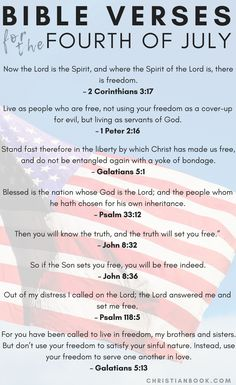 BIBLE VERSES
for the FOURTH OF JULY
Now the Lord is the Spirit, and where the Spirit of the Lord is, there
is freedom.
- 2 Corinthians 3:17
Live as people who are free, not using your freedom as a cover-up
for evil, but living as servants of God.
- 1 Peter 2:16
Stand fast therefore in the liberty by which Christ has made us free,
and do not be entangled again with a yoke of bondage.
- Galatians 5:1
Blessed is the nation whose God is the Lord; and the people whom
he hath chosen for his own inheritance.
- Psalm 33:12
Then you will know the truth, and the truth will set you free.”
- John 8:32
So if the Son sets you free, you will be free indeed.
- John 8:36
Out of my distress I called on the Lord; the Lord answered me and
set me free.
- Psalm 118:5
For you have been called to live in freedom, my brothers and sisters.
But don't use your freedom to satisfy your sinful nature. Instead, use
your freedom to serve one another in love.
- Galatians 5:13
CHRISTIANBOOK.COM